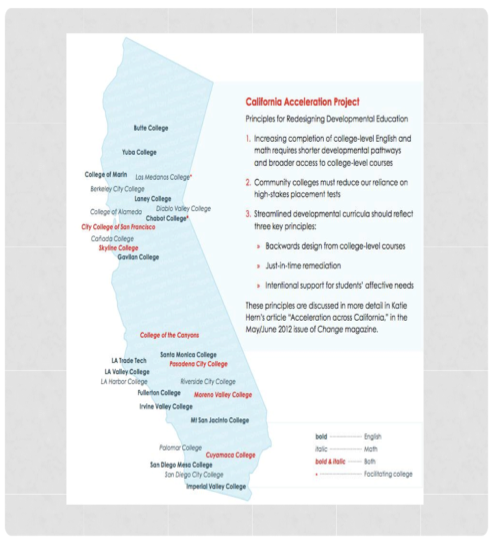 California Acceleration Project
Principles for Redesigning Developmental Education
1. Increasing completion of college-level English and
math requires shorter developmental pathways
and broader access to college-level courses
2. Community colleges must reduce our reliance on
high-stakes placement tests
3. Streamlined developmental curricula should reflect
three key principles:
» Backwards design from college-level courses
» Just-in-time remediation
» Intentional support for students' affective needs
These principles are discussed in more detail in Katie
Hern's article "Acceleration across California," in the
May/June 2012 issue of Change magazine.
Butte College
Yuba College
College of Marin Los Medanos College*
Berkeley City College
Laney College
Diablo Valley College
College of Alameda
Chabot College*
City College of San Francisco
Cañada College
Skyline College
Gavilan College
College of the Canyons
Santa Monica College
LA Trade Tech
Pasadena City College
LA Valley College
LA Harbor College Riverside City College
Fullerton College Moreno Valley College
Irvine Valley College
Mt San Jacinto College
Palomar College
Cuyamaca College
San Diego Mesa College
San Diego City College
Imperial Valley College
bold English
italic Math
bold & italic Both
* Facilitating college